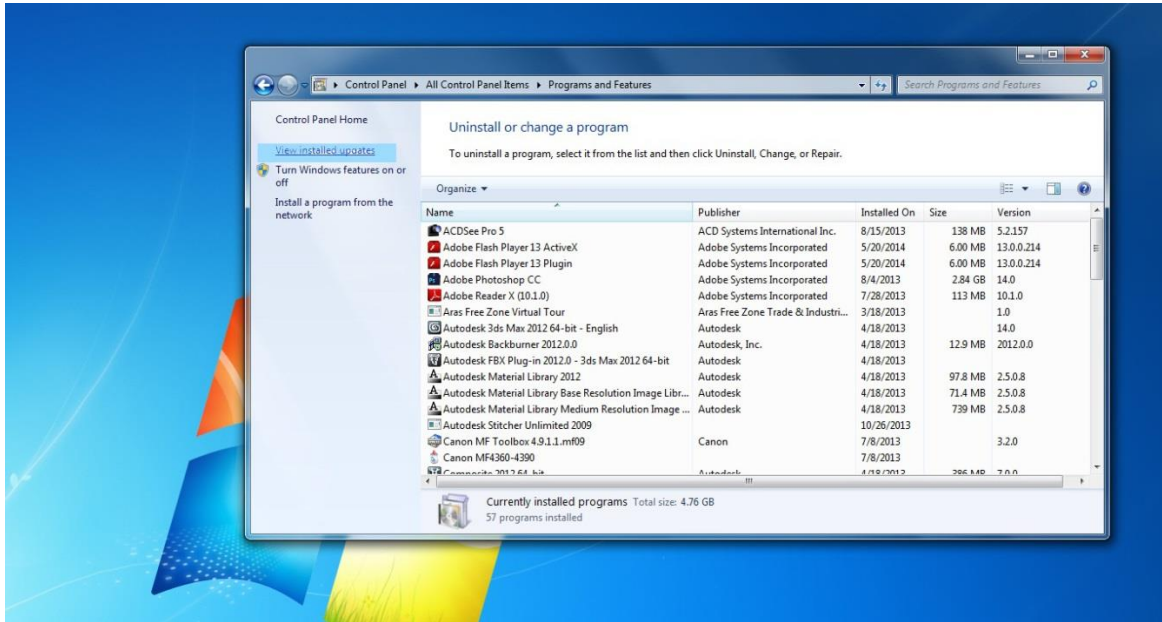 Control Panel ▸ All Control Panel Items ▸ Programs and Features
Search Programs and Features
Control Panel Home
View installed updates
Turn Windows features on or
off
Install a program from the
network
Uninstall or change a program
To uninstall a program, select it from the list and then click Uninstall, Change, or Repair.
Organize
Name Publisher Installed On Size Version
ACDSee Pro 5 ACD Systems International Inc. 8/15/2013 138 MB 5.2.157
Adobe Flash Player 13 ActiveX Adobe Systems Incorporated 5/20/2014 6.00 MB 13.0.0.214
Adobe Flash Player 13 Plugin Adobe Systems Incorporated 5/20/2014 6.00 MB 13.0.0.214
Adobe Photoshop CC Adobe Systems Incorporated 8/4/2013 2.84 GB 14.0
Adobe Reader X (10.1.0) Adobe Systems Incorporated 7/28/2013 113 MB 10.1.0
Aras Free Zone Virtual Tour Aras Free Zone Trade & Industri... 3/18/2013 1.0
Autodesk 3ds Max 2012 64-bit - English Autodesk 4/18/2013 14.0
Autodesk Backburner 2012.0.0 Autodesk, Inc. 4/18/2013 12.9 MB 2012.0.0
Autodesk FBX Plug-in 2012.0 - 3ds Max 2012 64-bit Autodesk 4/18/2013
Autodesk Material Library 2012 Autodesk 4/18/2013 97.8 MB 2.5.0.8
Autodesk Material Library Base Resolution Image Libr... Autodesk 4/18/2013 71.4 MB 2.5.0.8
Autodesk Material Library Medium Resolution Image ... Autodesk 4/18/2013 739 MB 2.5.0.8
Autodesk Stitcher Unlimited 2009 10/26/2013
Canon MF Toolbox 4.9.1.1.mf09 Canon 7/8/2013 3.2.0
Canon MF4360-4390 7/8/2013
Composite 2012 64-bit Autodesk 4/18/2013 286 MB 7.0.0
Currently installed programs Total size: 4.76 GB
57 programs installed